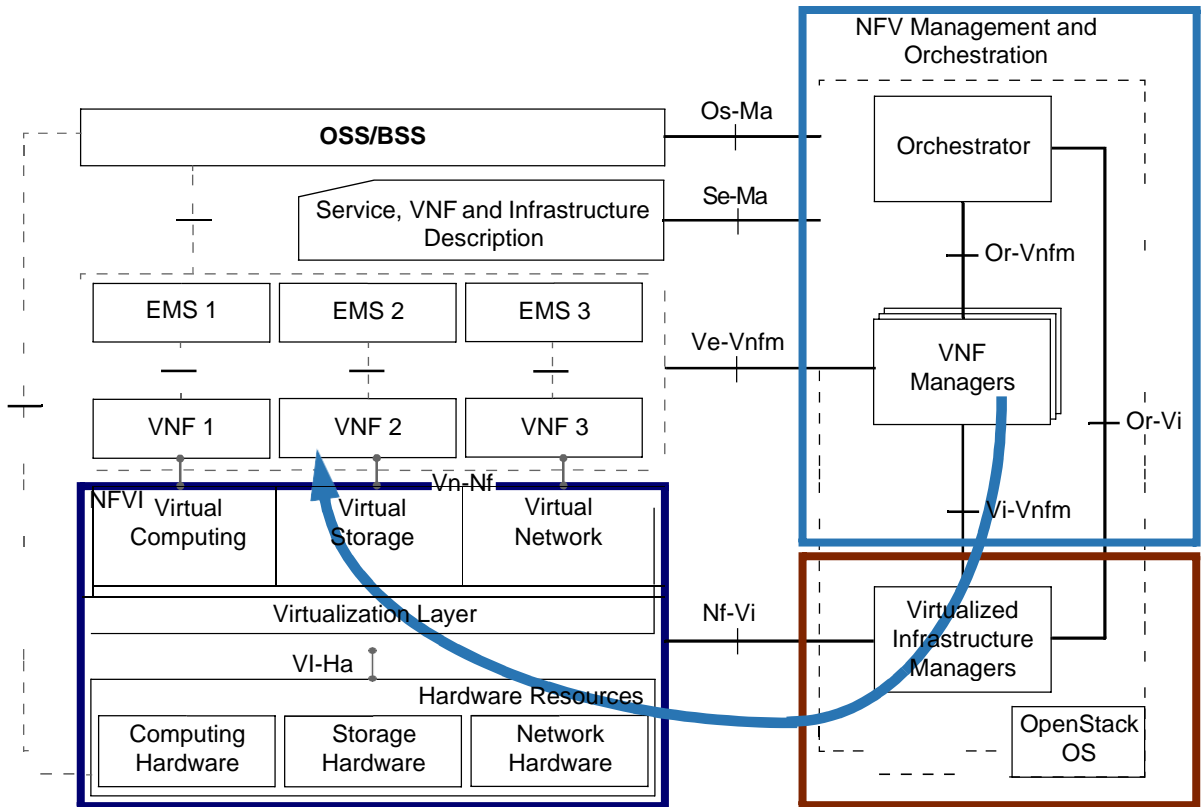 NFV Management and
Orchestration
Os-Ma
OSS/BSS
Orchestrator
Se-Ma
Service, VNF and Infrastructure
Description
Or-Vnfm
EMS 1
EMS 2
EMS 3
Ve-Vnfm
VNF
Managers
VNF 1
VNF 2
VNF 3
Or-Vi
Vn-Nf
NFVI
Virtual
Computing
Virtual
Storage
Virtual
Network
Vi-Vnfm
Virtualization Layer
Nf-Vi
Virtualized
Infrastructure
Managers
VI-Ha
Hardware Resources
Computing
Hardware
Storage
Hardware
Network
Hardware
OpenStack
OS